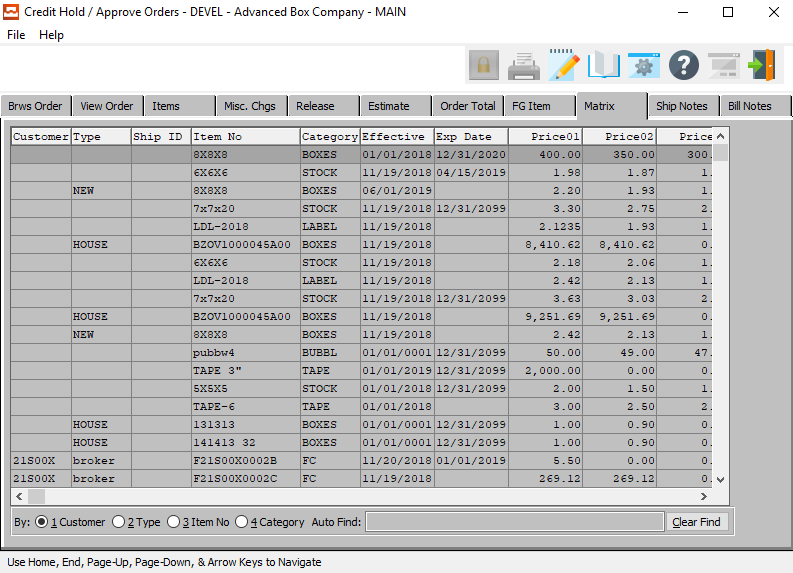 Credit Hold / Approve Orders - DEVEL - Advanced Box Company - MAIN
File Help
Brws Order View Order Items Misc. Chgs Release Estimate Order Total FG Item Matrix Ship Notes Bill Notes
Customer Type Ship ID Item No Category Effective Exp Date Price01 Price02 Price
8X8X8 BOXES 01/01/2018 12/31/2020 400.00 350.00 300.
6X6X6 STOCK 11/19/2018 04/15/2019 1.98 1.87 1.
NEW 8X8X8 BOXES 06/01/2019 2.20 1.93 1.
7x7x20 STOCK 11/19/2018 12/31/2099 3.30 2.75 2.
LDL-2018 LABEL 11/19/2018 2.1235 1.93 1.
HOUSE BZOV1000045A00 BOXES 11/19/2018 8,410.62 8,410.62 0.
6X6X6 STOCK 11/19/2018 2.18 2.06 1.
LDL-2018 LABEL 11/19/2018 2.42 2.13 1.
7x7x20 STOCK 11/19/2018 12/31/2099 3.63 3.03 2.
HOUSE BZOV1000045A00 BOXES 11/19/2018 9,251.69 9,251.69 0.
NEW 8X8X8 BOXES 11/19/2018 2.42 2.13 1.
pubbw4 BUBBL 01/01/0001 12/31/2099 50.00 49.00 47.
TAPE 3" TAPE 01/01/2019 12/31/2099 2,000.00 0.00 0.
5X5X5 STOCK 01/01/2018 12/31/2099 2.00 1.50 1.
TAPE-6 TAPE 01/01/2018 3.00 2.50 2.
HOUSE 131313 BOXES 01/01/0001 12/31/2099 1.00 0.90 0.
HOUSE 141413 32 BOXES 01/01/0001 12/31/2099 1.00 0.90 0.
21S00X broker F21S00X0002B FC 11/20/2018 01/01/2019 5.50 0.00 0.
21S00X broker F21S00X0002C FC 11/19/2018 269.12 269.12 0.
By: 1 Customer 2 Type 3 Item No 4 Category Auto Find: Clear Find
Use Home, End, Page-Up, Page-Down, & Arrow Keys to Navigate